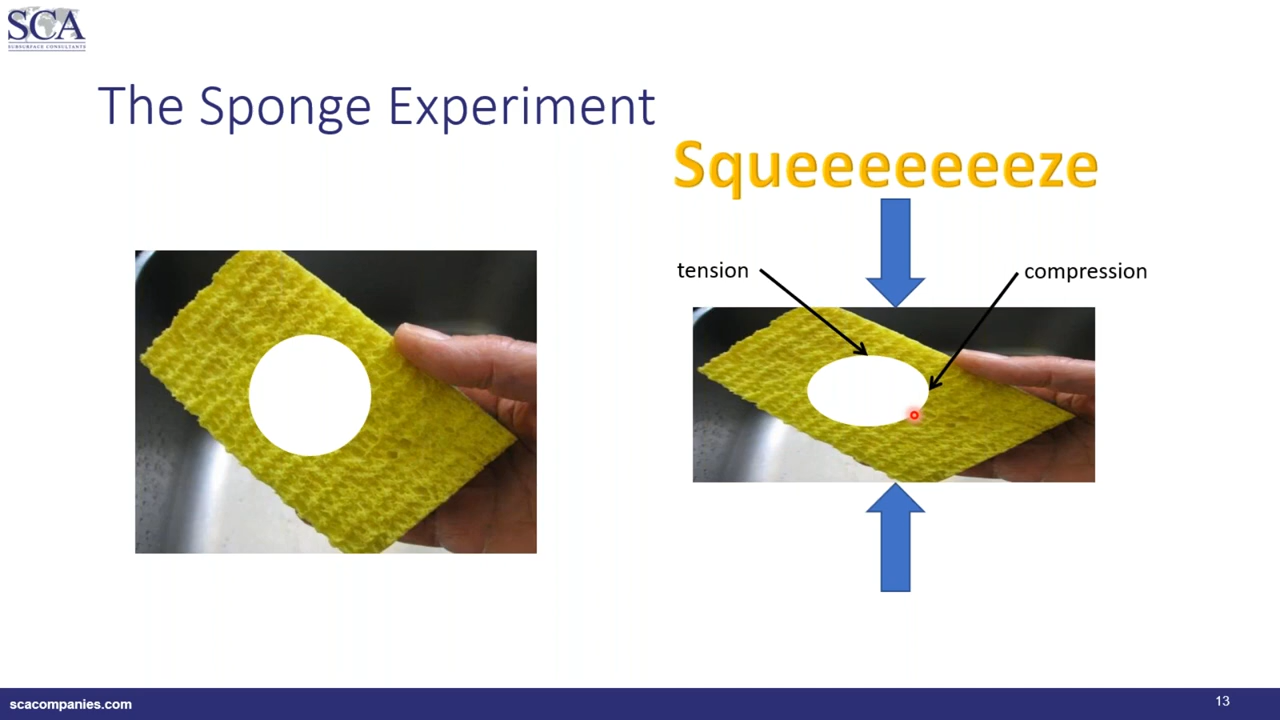 SCA
SUBSURFACE CONSULTANTS
The Sponge Experiment
Squeeeeeeeze
tension
compression
scacompanies.com
13